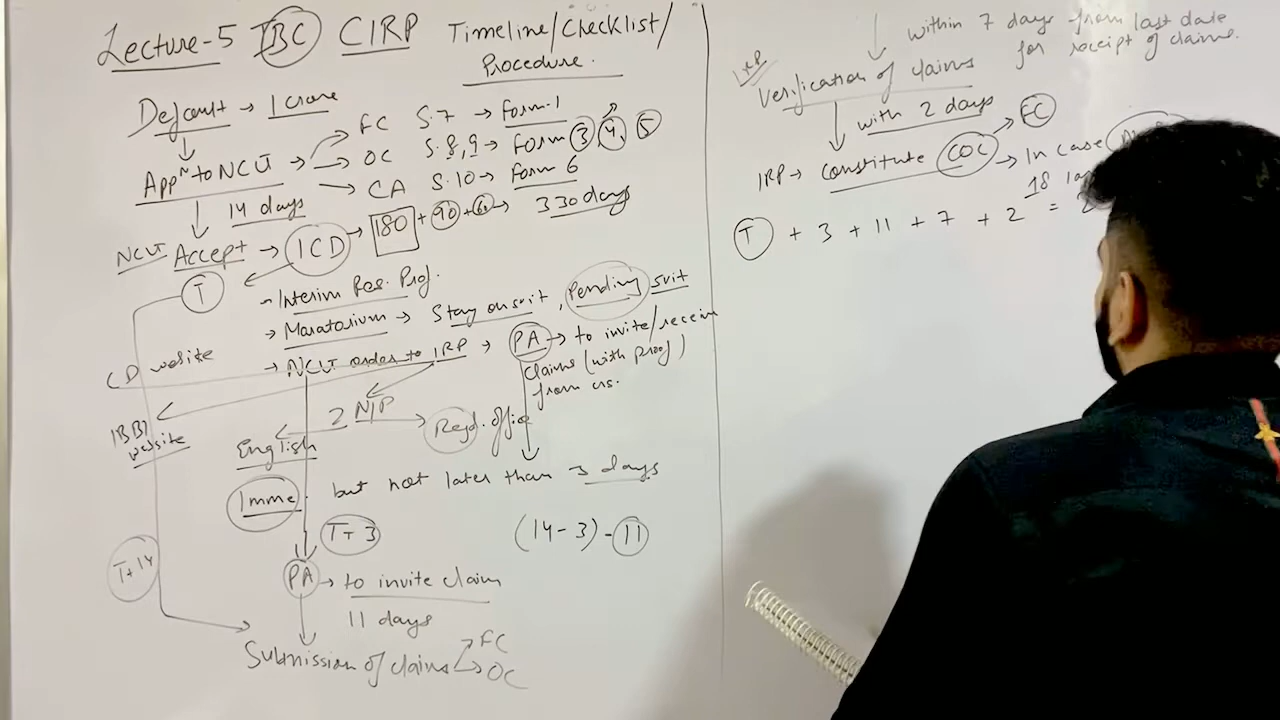 Lecture-5 IBC CIRP Timeline/Checklist/
Procedure.
Default → 1 crore
App^n to NCLT → FC S.7 → Form-1
→ OC S.8,9 → Form 3, 4, 5
→ CA S.10 → Form 6
14 days
NCLT Accept → ICD → 180 + 90 + 60 → 330 days
T
- Interim Res. Prof.
→ Maratorium → Stay on suit, Pending suit
→ NCLT order to IRP → PA → to invite/receive
claims (with proof)
from crs.
CD website
IBBI
website
2 N/P
English
Regd. office
Imme. but not later than 3 days
T+3
(14-3) - 11
T+14
PA → to invite claim
11 days
Submission of claims → FC
→ OC
within 7 days from last date
for receipt of claims.
IRP
Verification of claims
with 2 days
IRP → constitute COC → FC
→ In case
18
T + 3 + 11 + 7 + 2 = 2